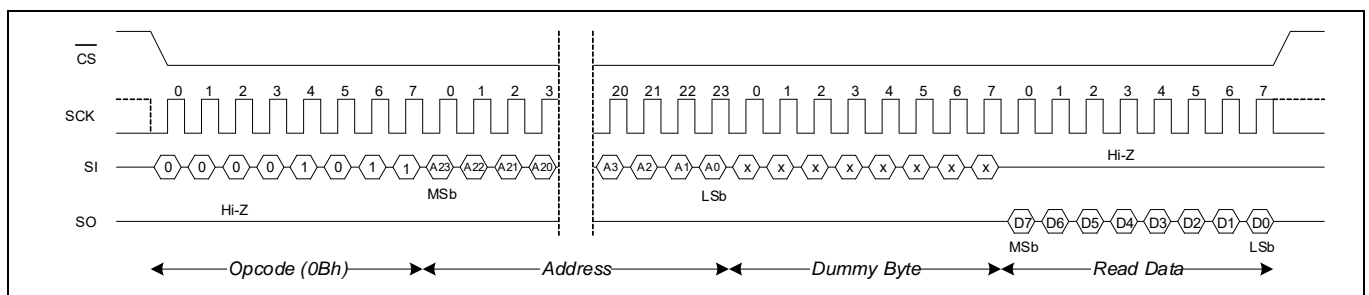 CS
0 1 2 3 4 5 6 7 0 1 2 3 20 21 22 23 0 1 2 3 4 5 6 7 0 1 2 3 4 5 6 7
SCK
SI 0 0 0 0 1 0 1 1 A23 A22 A21 A20 A3 A2 A1 A0 x x x x x x x x Hi-Z
MSb LSb
Hi-Z
SO D7 D6 D5 D4 D3 D2 D1 D0
MSb LSb
Opcode (0Bh) Address Dummy Byte Read Data